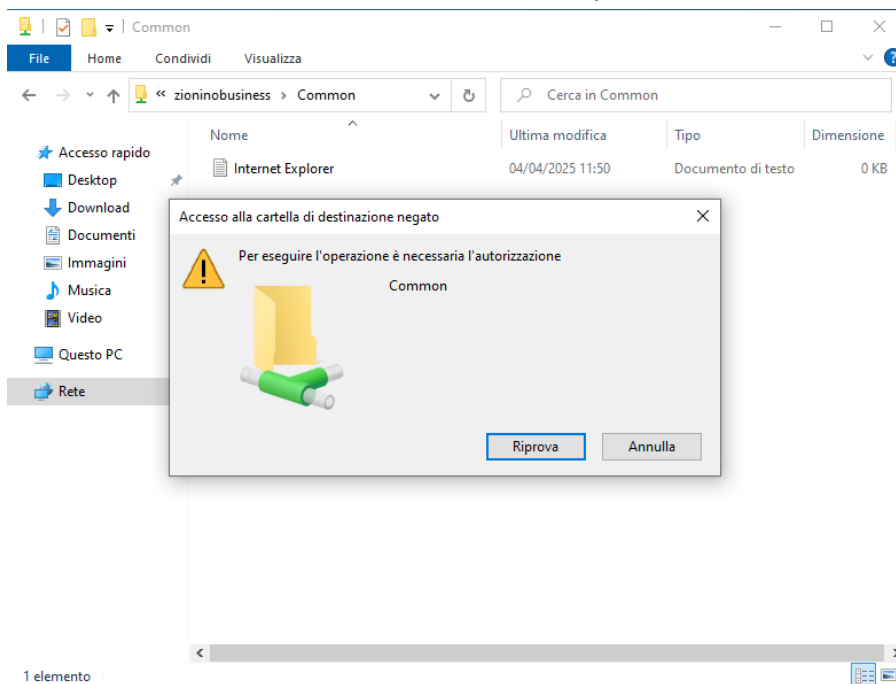 Common
File Home Condividi Visualizza
« zioninobusiness > Common
Cerca in Common
Nome Ultima modifica Tipo Dimensione
Accesso rapido
Internet Explorer 04/04/2025 11:50 Documento di testo 0 KB
Desktop
Download
Documenti
Immagini
Musica
Video
Questo PC
Rete
Accesso alla cartella di destinazione negato
Per eseguire l'operazione è necessaria l'autorizzazione
Common
Riprova Annulla
1 elemento